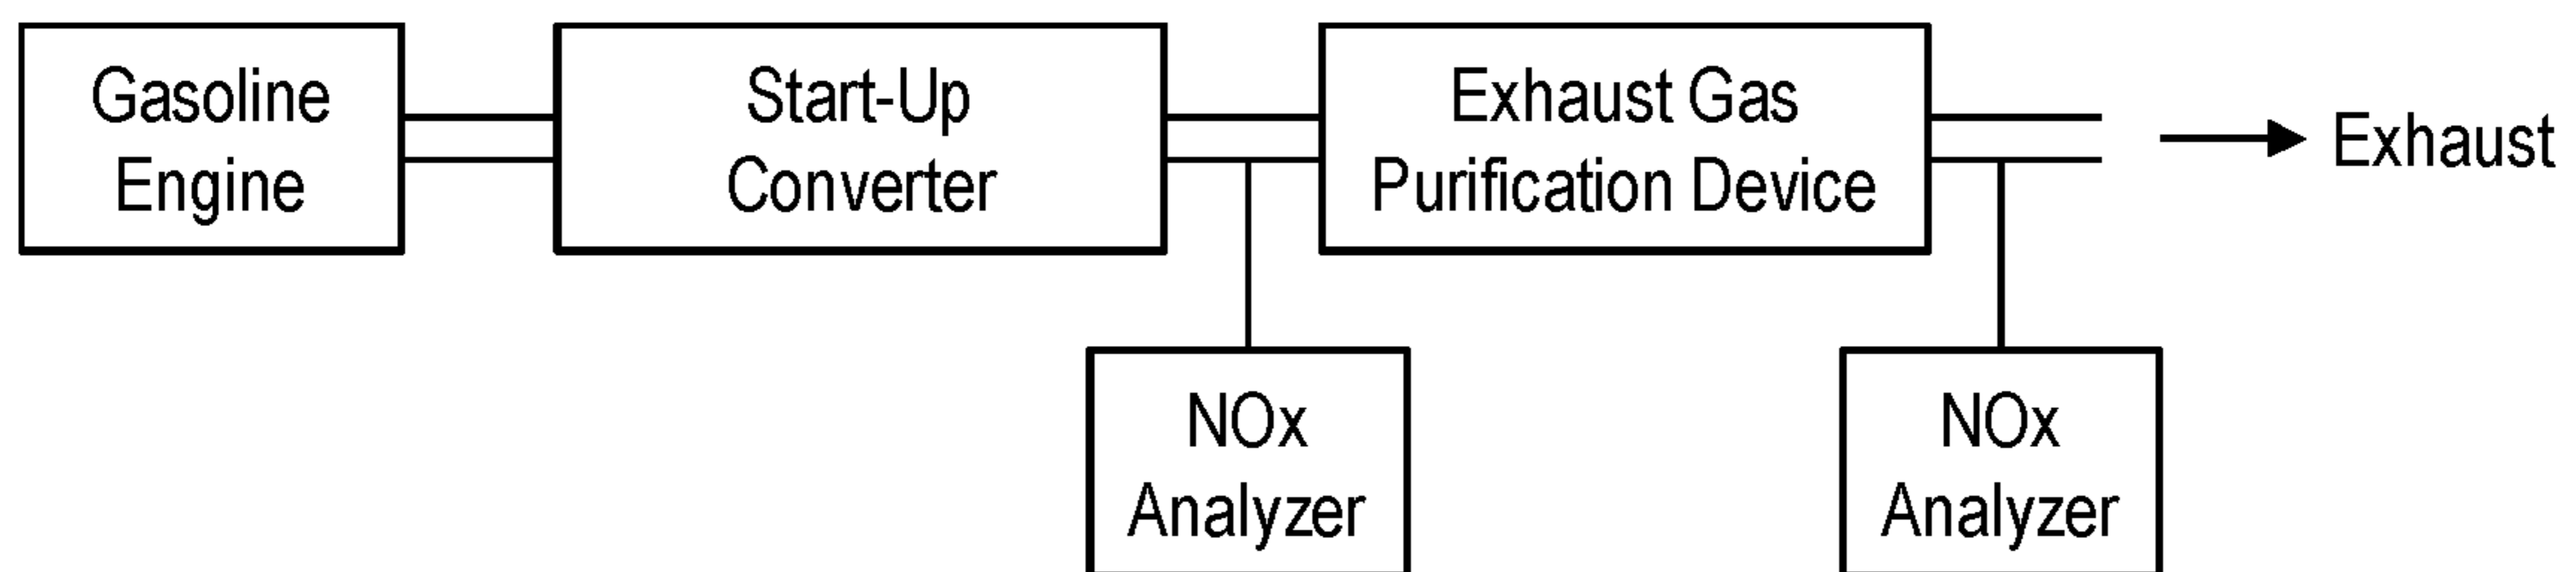 Gasoline
Engine
Start-Up
Converter
Exhaust Gas
Purification Device
Exhaust
NOx
Analyzer
NOx
Analyzer